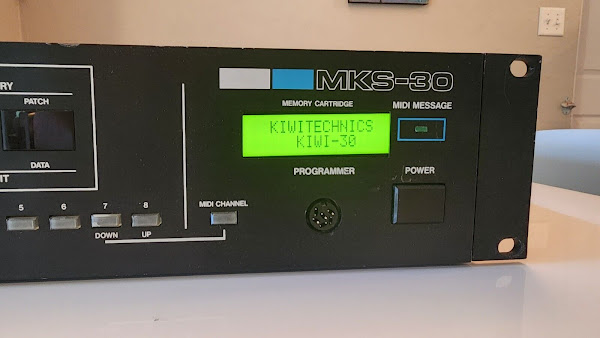 RY
PATCH
DATA
IT
5 6 7 8
DOWN UP
MIDI CHANNEL
MKS-30
MEMORY CARTRIDGE
MIDI MESSAGE
KIWITECHNICS
KIWI-30
PROGRAMMER
POWER